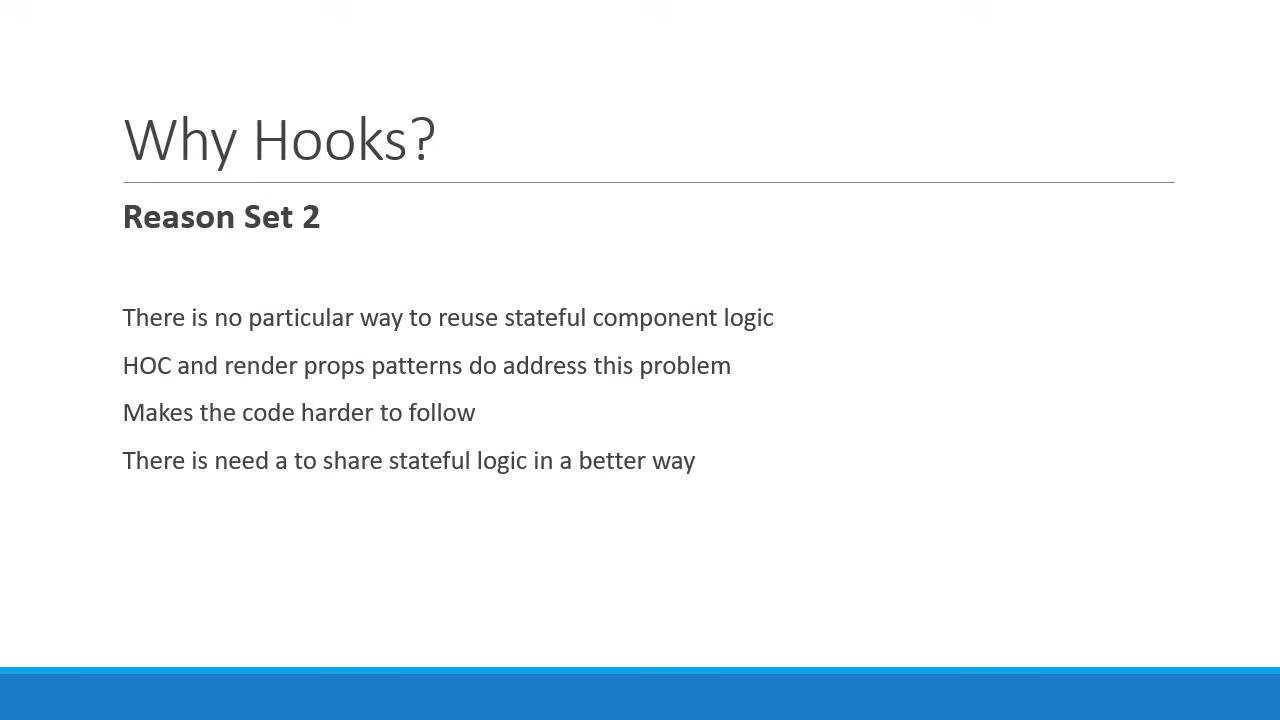 Why Hooks?
Reason Set 2
There is no particular way to reuse stateful component logic
HOC and render props patterns do address this problem
Makes the code harder to follow
There is need a to share stateful logic in a better way